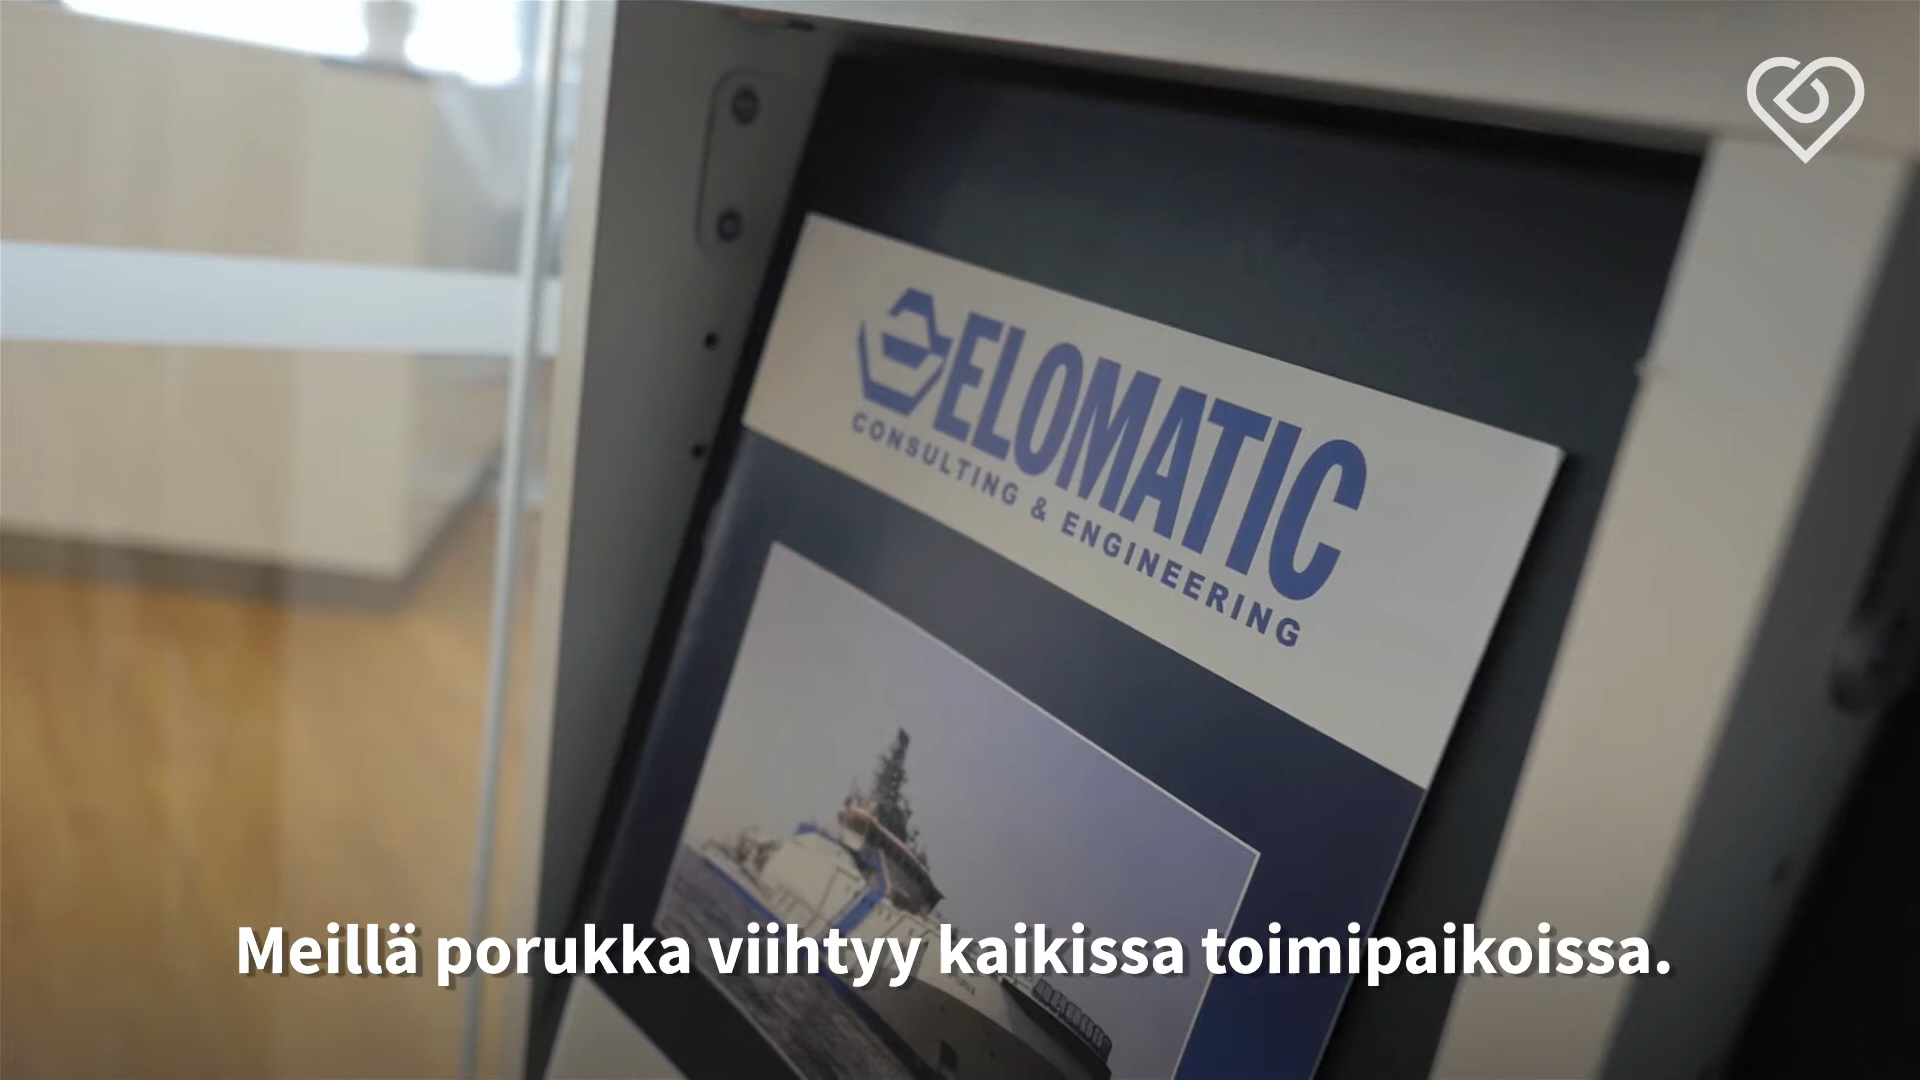 ELOMATIC
CONSULTING & ENGINEERING
Meillä porukka viihtyy kaikissa toimipaikoissa.